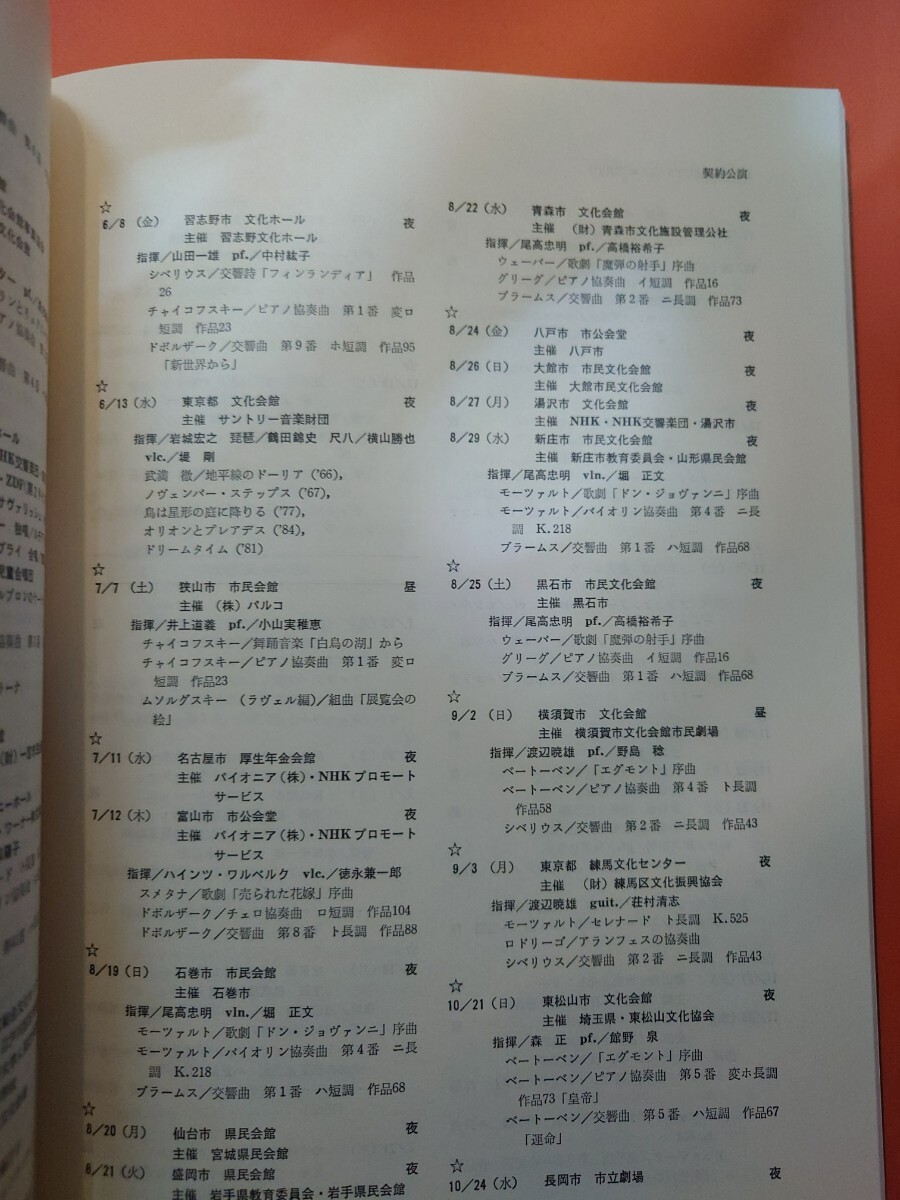 契約公演
☆
6/8（金） 習志野市 文化ホール 夜
主催 習志野文化ホール
指揮／山田一雄 pf.／中村紘子
シベリウス／交響詩「フィンランディア」 作品
26
チャイコフスキー／ピアノ協奏曲 第1番 変ロ
短調 作品23
ドボルザーク／交響曲 第9番 ホ短調 作品95
「新世界から」
☆
6/13（水） 東京都 文化会館 夜
主催 サントリー音楽財団
指揮／岩城宏之 琵琶／鶴田錦史 尺八／横山勝也
vlc.／堤 剛
武満 徹／地平線のドーリア（'66），
ノヴェンバー・ステップス（'67），
鳥は星形の庭に降りる（'77），
オリオンとプレアデス（'84），
ドリームタイム（'81）
☆
7/7（土） 狭山市 市民会館 昼
主催 （株）パルコ
指揮／井上道義 pf.／小山実稚恵
チャイコフスキー／舞踊音楽「白鳥の湖」から
チャイコフスキー／ピアノ協奏曲 第1番 変ロ
短調 作品23
ムソルグスキー （ラヴェル編）／組曲「展覧会の
絵」
☆
7/11（水） 名古屋市 厚生年金会館 夜
主催 パイオニア（株）・NHKプロモート
サービス
7/12（木） 富山市 市公会堂 夜
主催 パイオニア（株）・NHKプロモート
サービス
指揮／ハインツ・ワルベルク vlc.／徳永兼一郎
スメタナ／歌劇「売られた花嫁」序曲
ドボルザーク／チェロ協奏曲 ロ短調 作品104
ドボルザーク／交響曲 第8番 ト長調 作品88
☆
8/19（日） 石巻市 市民会館 夜
主催 石巻市
指揮／尾高忠明 vln.／堀 正文
モーツァルト／歌劇「ドン・ジョヴァンニ」序曲
モーツァルト／バイオリン協奏曲 第4番 ニ長
調 K.218
ブラームス／交響曲 第1番 ハ短調 作品68
☆
8/20（月） 仙台市 県民会館 夜
主催 宮城県民会館
8/21（火） 盛岡市 県民会館 夜
主催 岩手県教育委員会・岩手県民会館
8/22（水） 青森市 文化会館 夜
主催 （財）青森市文化施設管理公社
指揮／尾高忠明 pf.／高橋裕希子
ウェーバー／歌劇「魔弾の射手」序曲
グリーグ／ピアノ協奏曲 イ短調 作品16
ブラームス／交響曲 第2番 ニ長調 作品73
☆
8/24（金） 八戸市 市公会堂 夜
主催 八戸市
8/26（日） 大館市 市民文化会館 夜
主催 大館市民文化会館
8/27（月） 湯沢市 文化会館 夜
主催 NHK・NHK交響楽団・湯沢市
8/29（水） 新庄市 市民文化会館 夜
主催 新庄市教育委員会・山形県民会館
指揮／尾高忠明 vln.／堀 正文
モーツァルト／歌劇「ドン・ジョヴァンニ」序曲
モーツァルト／バイオリン協奏曲 第4番 ニ長
調 K.218
ブラームス／交響曲 第1番 ハ短調 作品68
☆
8/25（土） 黒石市 市民文化会館 夜
主催 黒石市
指揮／尾高忠明 pf.／高橋裕希子
ウェーバー／歌劇「魔弾の射手」序曲
グリーグ／ピアノ協奏曲 イ短調 作品16
ブラームス／交響曲 第1番 ハ短調 作品68
☆
9/2（日） 横須賀市 文化会館 昼
主催 横須賀市文化会館市民劇場
指揮／渡辺暁雄 pf.／野島 稔
ベートーベン／「エグモント」序曲
ベートーベン／ピアノ協奏曲 第4番 ト長調
作品58
シベリウス／交響曲 第2番 ニ長調 作品43
☆
9/3（月） 東京都 練馬文化センター 夜
主催 （財）練馬区文化振興協会
指揮／渡辺暁雄 guit.／荘村清志
モーツァルト／セレナード ト長調 K.525
ロドリーゴ／アランフェスの協奏曲
シベリウス／交響曲 第2番 ニ長調 作品43
☆
10/21（日） 東松山市 文化会館 夜
主催 埼玉県・東松山文化協会
指揮／森 正 pf.／館野 泉
ベートーベン／「エグモント」序曲
ベートーベン／ピアノ協奏曲 第5番 変ホ長調
作品73「皇帝」
ベートーベン／交響曲 第5番 ハ短調 作品67
「運命」
☆
10/24（水） 長岡市 市立劇場 夜